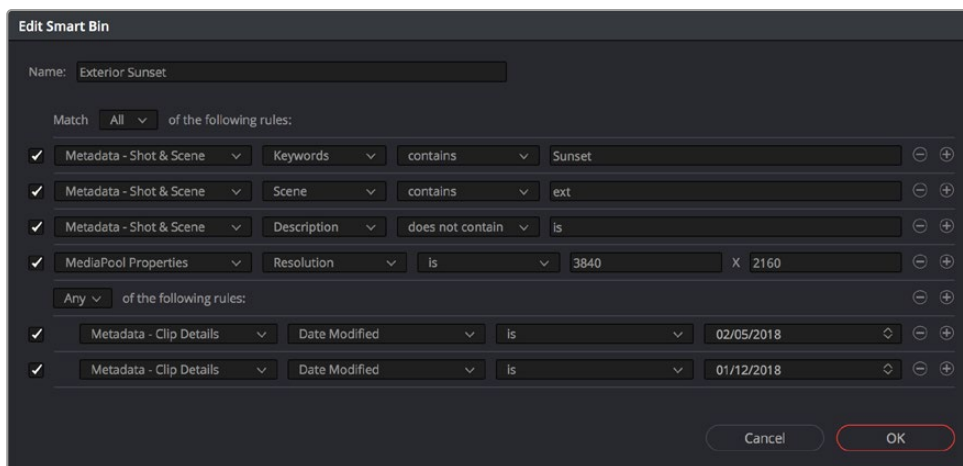 Edit Smart Bin
Name: Exterior Sunset
Match All of the following rules:
Metadata - Shot & Scene Keywords contains Sunset
Metadata - Shot & Scene Scene contains ext
Metadata - Shot & Scene Description does not contain is
MediaPool Properties Resolution is 3840 X 2160
Any of the following rules:
Metadata - Clip Details Date Modified is 02/05/2018
Metadata - Clip Details Date Modified is 01/12/2018
Cancel OK